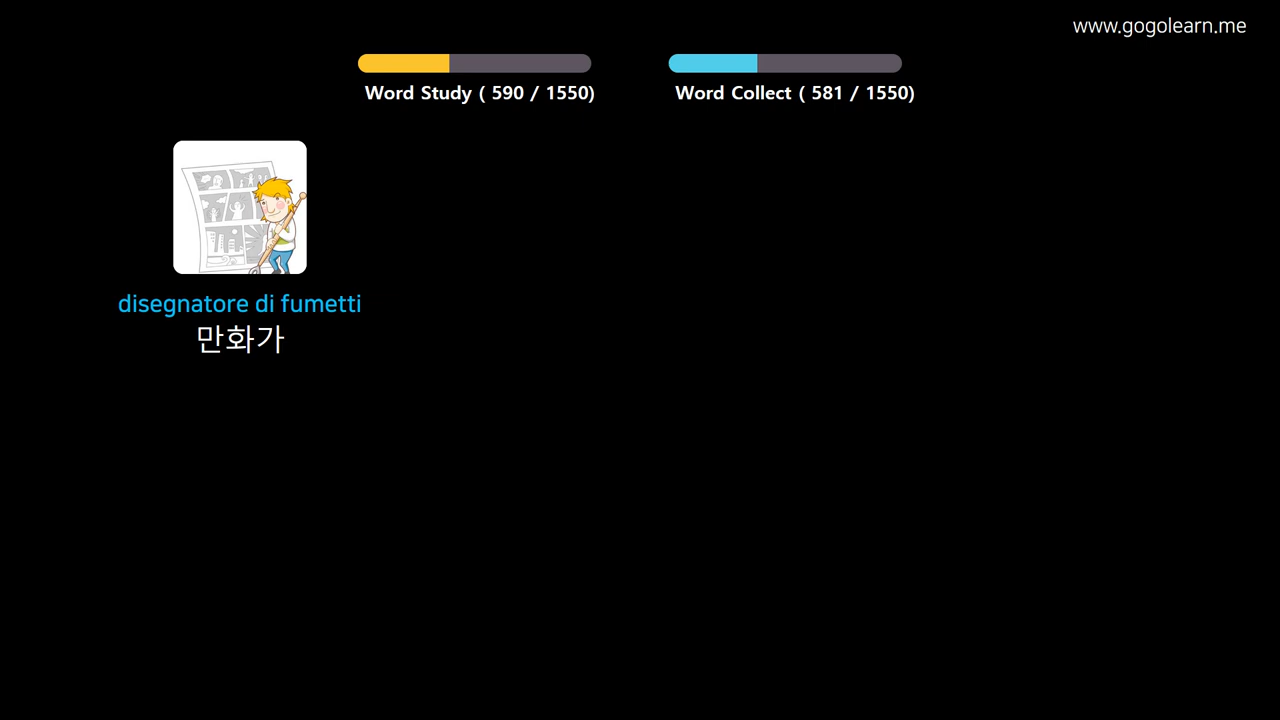 www.gogolearn.me
Word Study ( 590 / 1550)
Word Collect ( 581 / 1550)
disegnatore di fumetti
만화가